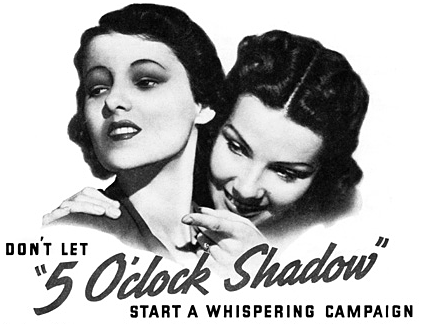 DON'T LET
"5 O'clock Shadow"
START A WHISPERING CAMPAIGN